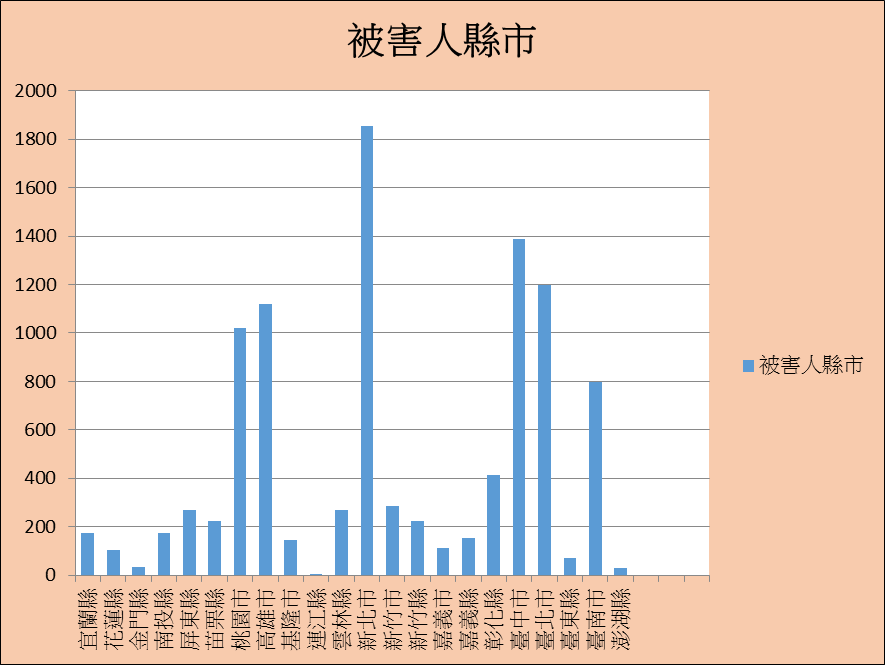 被害人縣市
2000
1800
1600
1400
1200
1000
800
600
400
200
0
宜蘭縣
花蓮縣
金門縣
南投縣
屏東縣
苗栗縣
桃園市
高雄市
基隆市
連江縣
雲林縣
新北市
新竹市
新竹縣
嘉義市
嘉義縣
彰化縣
臺中市
臺北市
臺東縣
臺南市
澎湖縣
被害人縣市